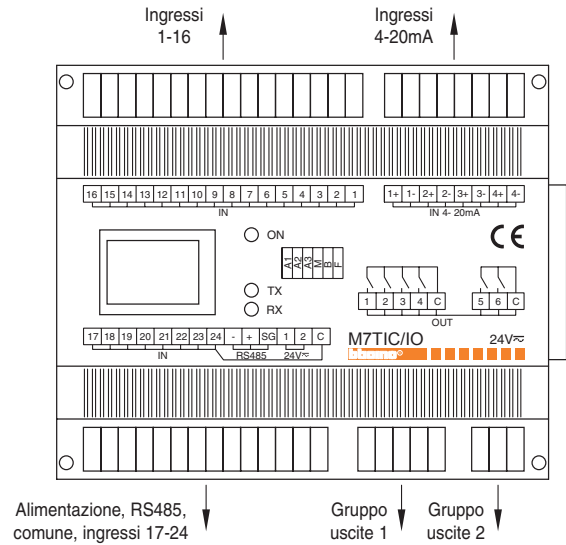 Ingressi
1-16
Ingressi
4-20mA
16 15 14 13 12 11 10 9 8 7 6 5 4 3 2 1
IN
1+ 1- 2+ 2- 3+ 3- 4+ 4-
IN 4- 20mA
ON
A1 A2 A3 M B F
CE
TX
RX
1 2 3 4 C
5 6 C
OUT
17 18 19 20 21 22 23 24 - + SG 1 2 C
IN
RS485
24V
M7TIC/IO
24V
Alimentazione, RS485,
comune, ingressi 17-24
Gruppo
uscite 1
Gruppo
uscite 2